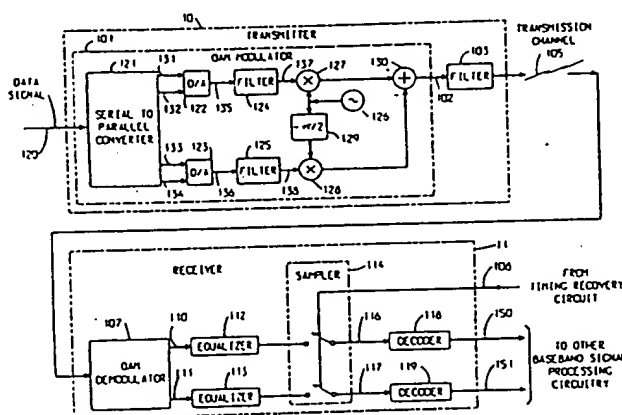 10
TRANSMITTER
101
QAM MODULATOR
TRANSMISSION
CHANNEL
105
DATA
SIGNAL
120
121
SERIAL TO
PARALLEL
CONVERTER
131
132
D/A
122
135
FILTER
124
137
127
130
102
103
FILTER
126
-π/2
129
133
134
123
D/A
136
125
FILTER
138
128
11
RECEIVER
SAMPLER
114
106
FROM
TIMING RECOVERY
CIRCUIT
107
QAM
DEMODULATOR
110
111
112
EQUALIZER
113
EQUALIZER
116
117
118
DECODER
119
DECODER
150
151
TO OTHER
BASEBAND SIGNAL
PROCESSING
CIRCUITRY